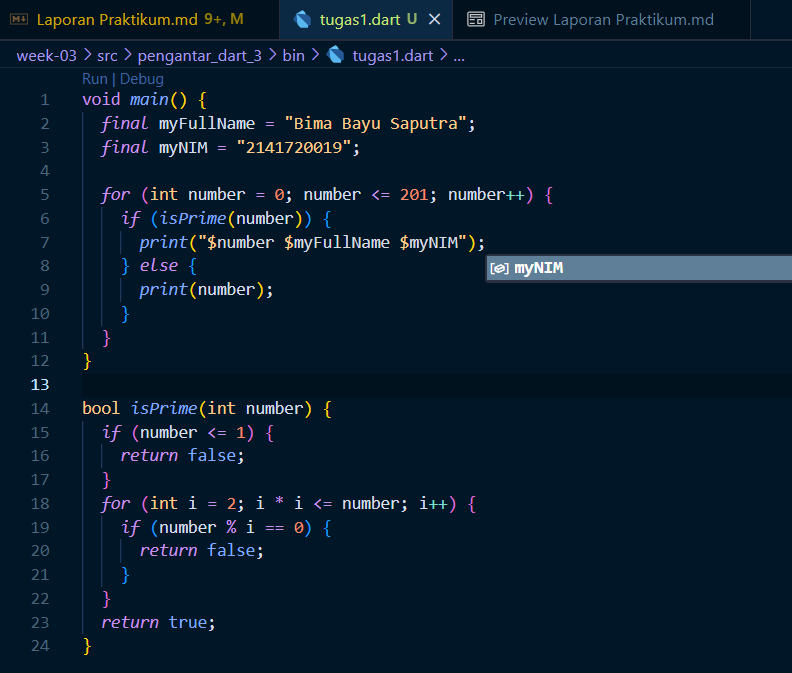 Laporan Praktikum.md 9+, M tugas1.dart U Preview Laporan Praktikum.md
week-03 > src > pengantar_dart_3 > bin > tugas1.dart > ...
Run | Debug
1 void main() {
2 final myFullName = "Bima Bayu Saputra";
3 final myNIM = "2141720019";
4
5 for (int number = 0; number <= 201; number++) {
6 if (isPrime(number)) {
7 print("$number $myFullName $myNIM");
8 } else {
myNIM
9 print(number);
10 }
11 }
12 }
13
14 bool isPrime(int number) {
15 if (number <= 1) {
16 return false;
17 }
18 for (int i = 2; i * i <= number; i++) {
19 if (number % i == 0) {
20 return false;
21 }
22 }
23 return true;
24 }